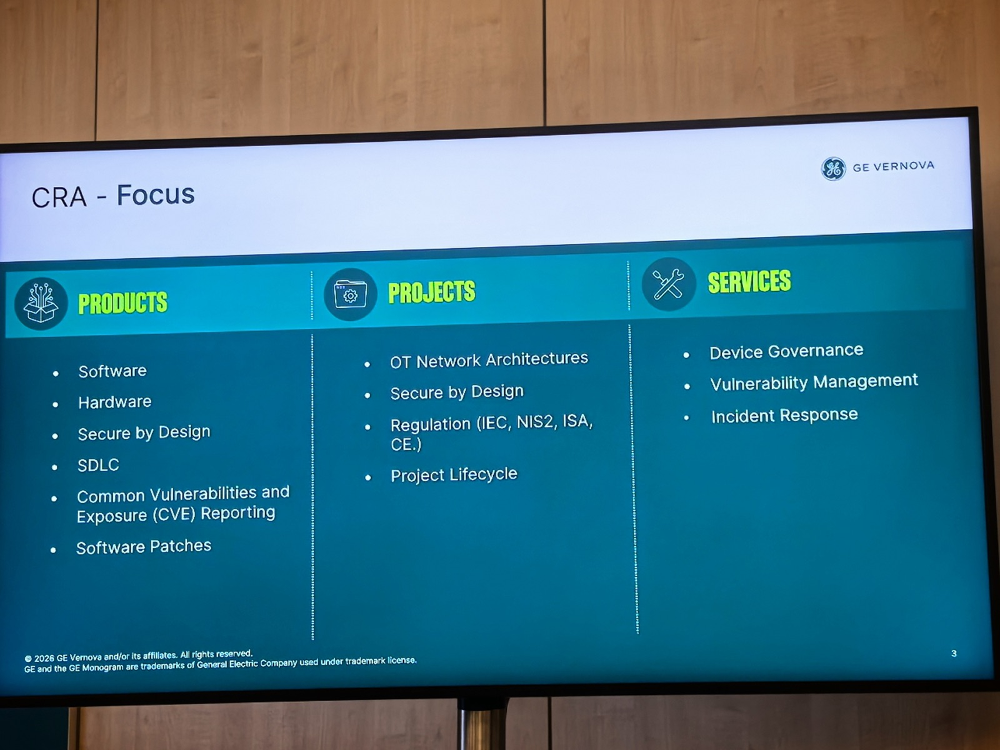 CRA - Focus
GE VERNOVA
PRODUCTS
• Software
• Hardware
• Secure by Design
• SDLC
• Common Vulnerabilities and
Exposure (CVE) Reporting
• Software Patches
PROJECTS
• OT Network Architectures
• Secure by Design
• Regulation (IEC, NIS2, ISA,
CE.)
• Project Lifecycle
SERVICES
• Device Governance
• Vulnerability Management
• Incident Response
© 2026 GE Vernova and/or its affiliates. All rights reserved.
GE and the GE Monogram are trademarks of General Electric Company used under trademark license.
3